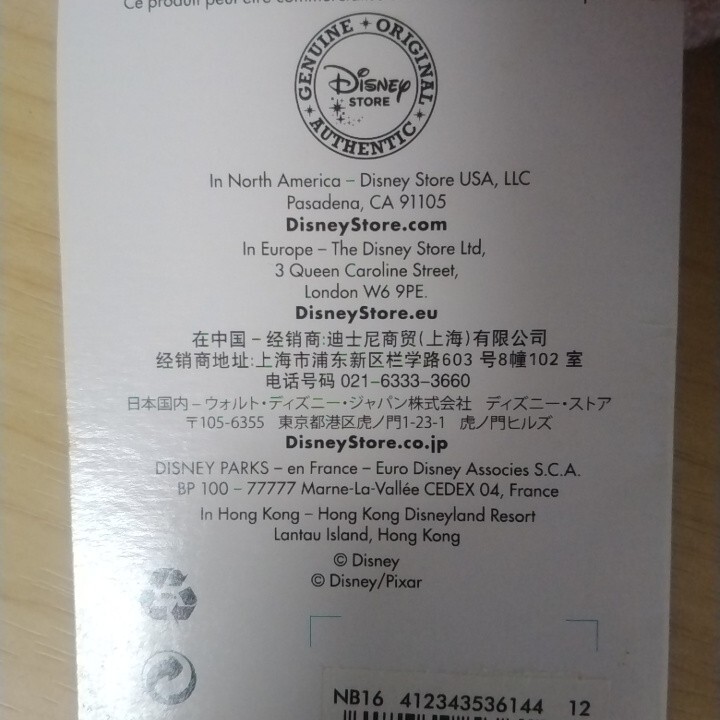 Ce produit peut être
GENUINE ORIGINAL AUTHENTIC
Disney
STORE
In North America – Disney Store USA, LLC
Pasadena, CA 91105
DisneyStore.com
In Europe – The Disney Store Ltd,
3 Queen Caroline Street,
London W6 9PE.
DisneyStore.eu
在中国 – 经销商:迪士尼商贸(上海)有限公司
经销商地址:上海市浦东新区栏学路603 号8幢102 室
电话号码 021–6333–3660
日本国内 – ウォルト・ディズニー・ジャパン株式会社 ディズニー・ストア
〒105-6355 東京都港区虎ノ門1-23-1 虎ノ門ヒルズ
DisneyStore.co.jp
DISNEY PARKS – en France – Euro Disney Associes S.C.A.
BP 100 – 77777 Marne-La-Vallée CEDEX 04, France
In Hong Kong – Hong Kong Disneyland Resort
Lantau Island, Hong Kong
© Disney
© Disney/Pixar
NB16 412343536144 12